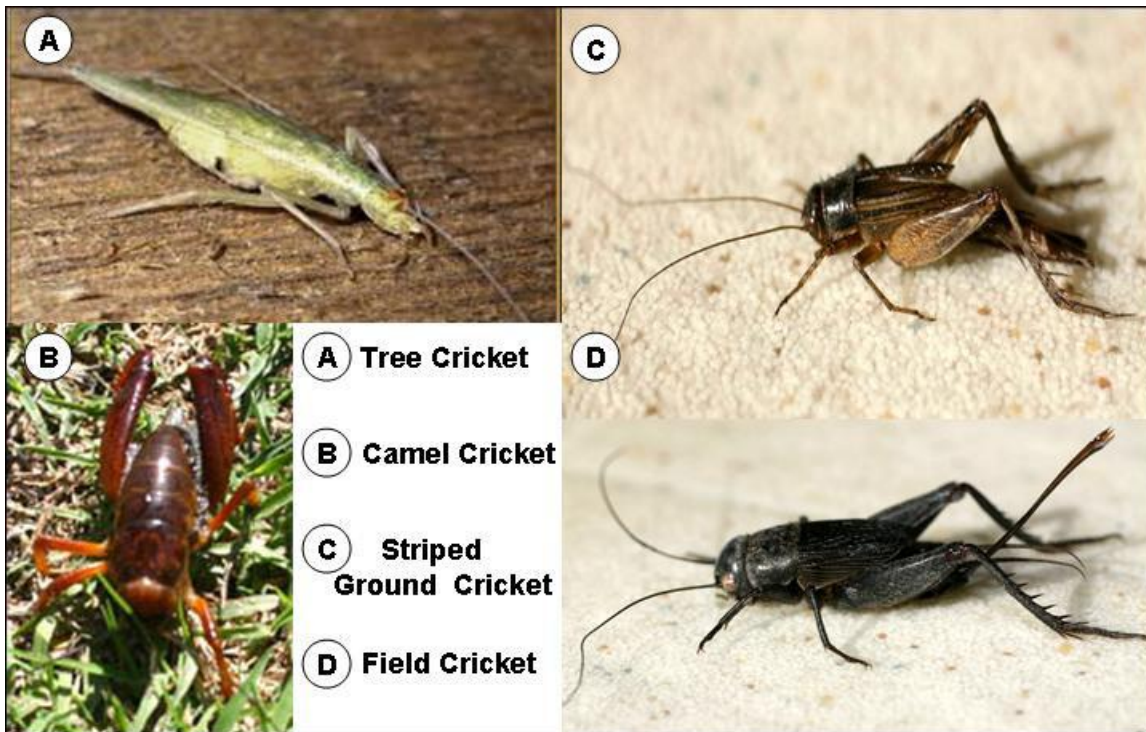 A
C
B
D
A Tree Cricket
B Camel Cricket
C Striped
Ground Cricket
D Field Cricket